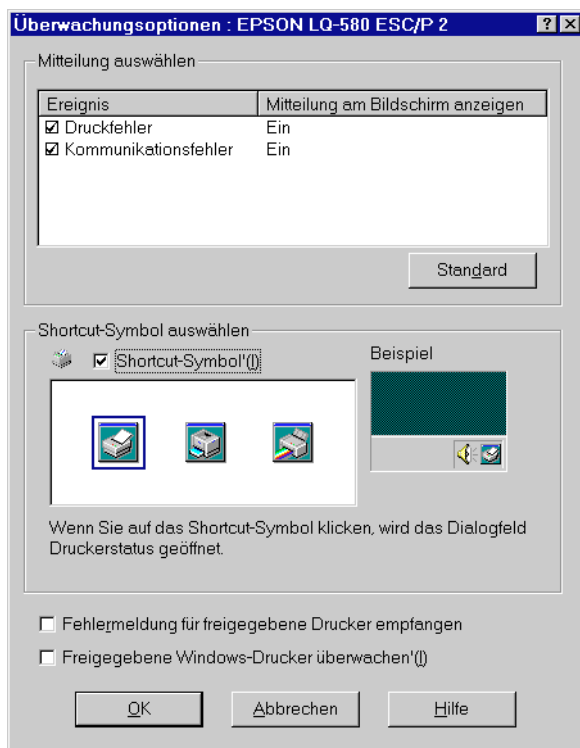 Überwachungsoptionen : EPSON LQ-580 ESC/P 2
Mitteilung auswählen
Ereignis Mitteilung am Bildschirm anzeigen
Druckfehler Ein
Kommunikationsfehler Ein
Standard
Shortcut-Symbol auswählen
Shortcut-Symbol'(I)
Beispiel
Wenn Sie auf das Shortcut-Symbol klicken, wird das Dialogfeld
Druckerstatus geöffnet.
Fehlermeldung für freigegebene Drucker empfangen
Freigegebene Windows-Drucker überwachen'(I)
OK Abbrechen Hilfe